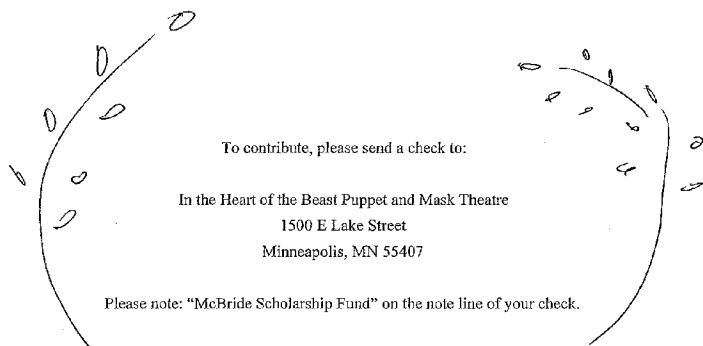 To contribute, please send a check to:
In the Heart of the Beast Puppet and Mask Theatre
1500 E Lake Street
Minneapolis, MN 55407
Please note: “McBride Scholarship Fund” on the note line of your check.